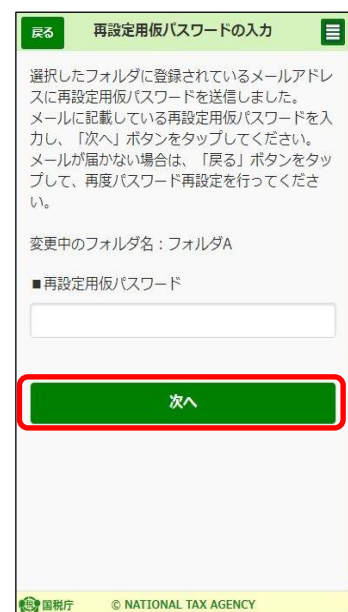 戻る 再設定用仮パスワードの入力
選択したフォルダに登録されているメールアドレ
スに再設定用仮パスワードを送信しました。
メールに記載している再設定用仮パスワードを入
力し、「次へ」ボタンをタップしてください。
メールが届かない場合は、「戻る」ボタンをタッ
プして、再度パスワード再設定を行ってくださ
い。
変更中のフォルダ名：フォルダA
■再設定用仮パスワード
次へ
国税庁 © NATIONAL TAX AGENCY